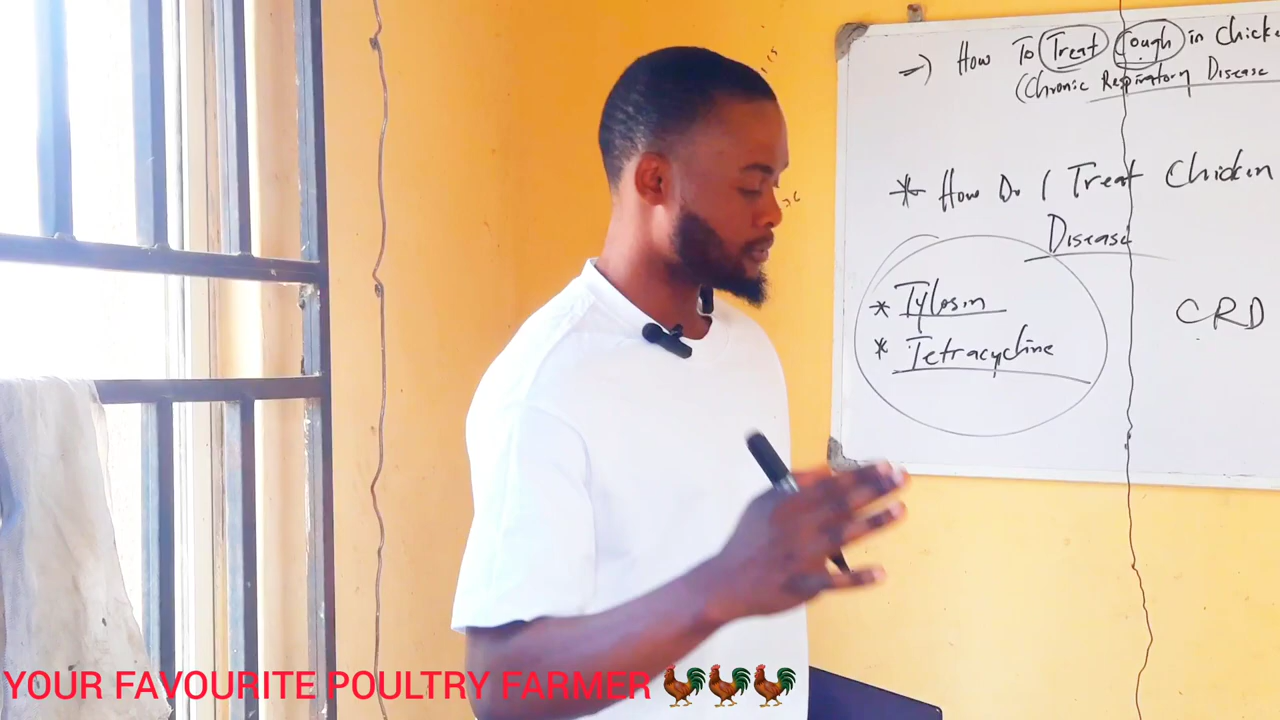 →) How To Treat Cough in Chicke
(Chronic Respiratory Disease
* How Do I Treat Chicken
Disease
* Tylosin
* Tetracycline
CRD
YOUR FAVOURITE POULTRY FARMER 🐓🐓🐓